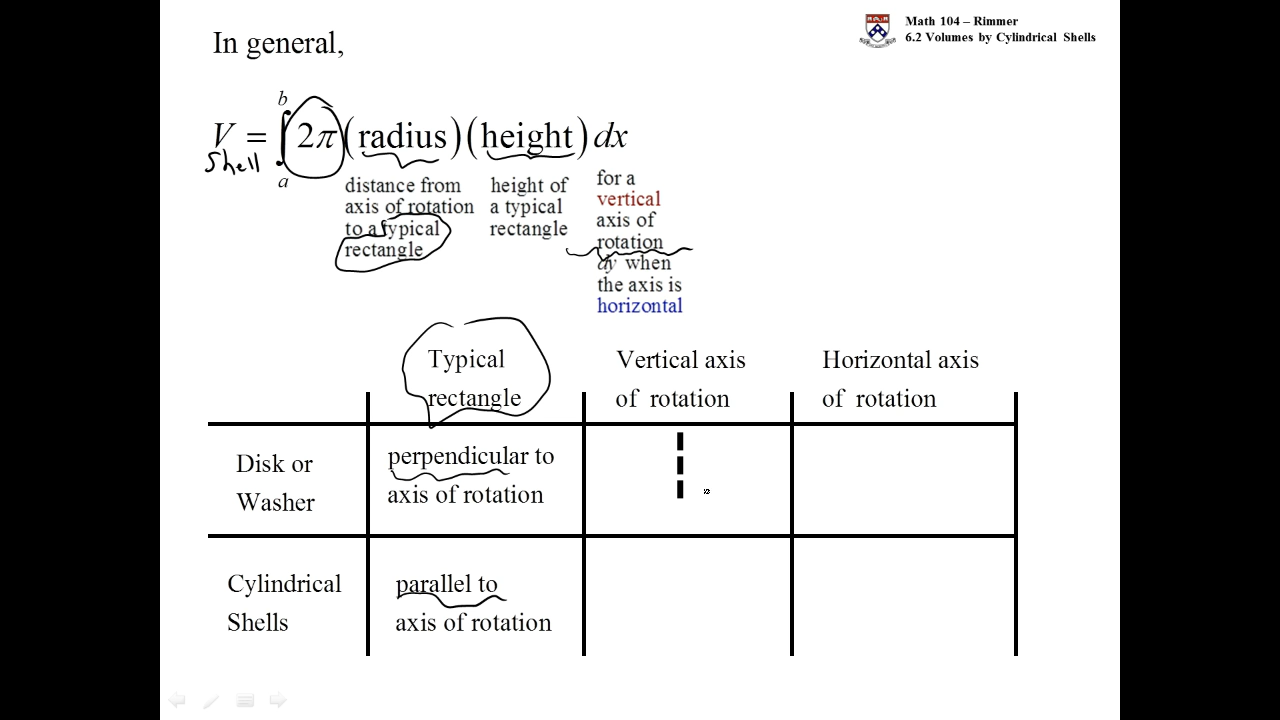 Math 104 – Rimmer
6.2 Volumes by Cylindrical Shells
In general,
V = ∫ₐᵇ 2π(radius)(height)dx
Shell
distance from
axis of rotation
to a typical
rectangle
height of
a typical
rectangle
for a
vertical
axis of
rotation
dy when
the axis is
horizontal
Typical
rectangle
Vertical axis
of rotation
Horizontal axis
of rotation
Disk or
Washer
perpendicular to
axis of rotation
Cylindrical
Shells
parallel to
axis of rotation